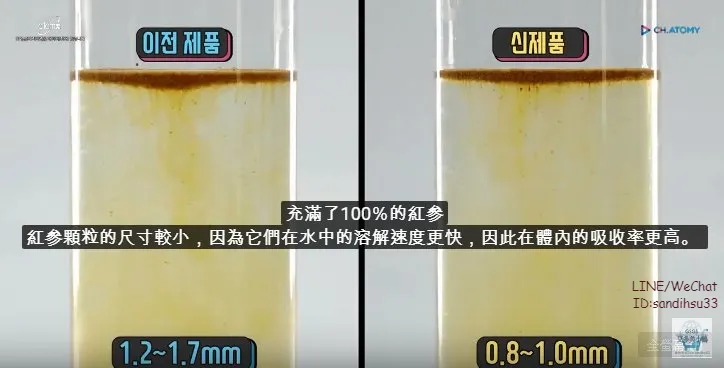 이전 제품
신제품
CH.ATOMY
充滿了100%的紅參
紅參顆粒的尺寸較小，因為它們在水中的溶解速度更快，因此在體內的吸收率更高。
LINE/WeChat
ID:sandihsu33
1.2~1.7mm
0.8~1.0mm